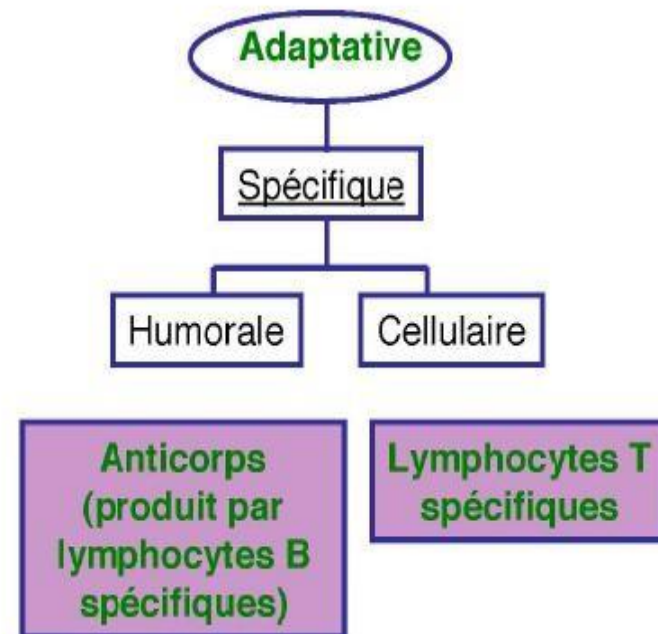 Adaptative
Spécifique
Humorale
Cellulaire
Anticorps
(produit par
lymphocytes B
spécifiques)
Lymphocytes T
spécifiques